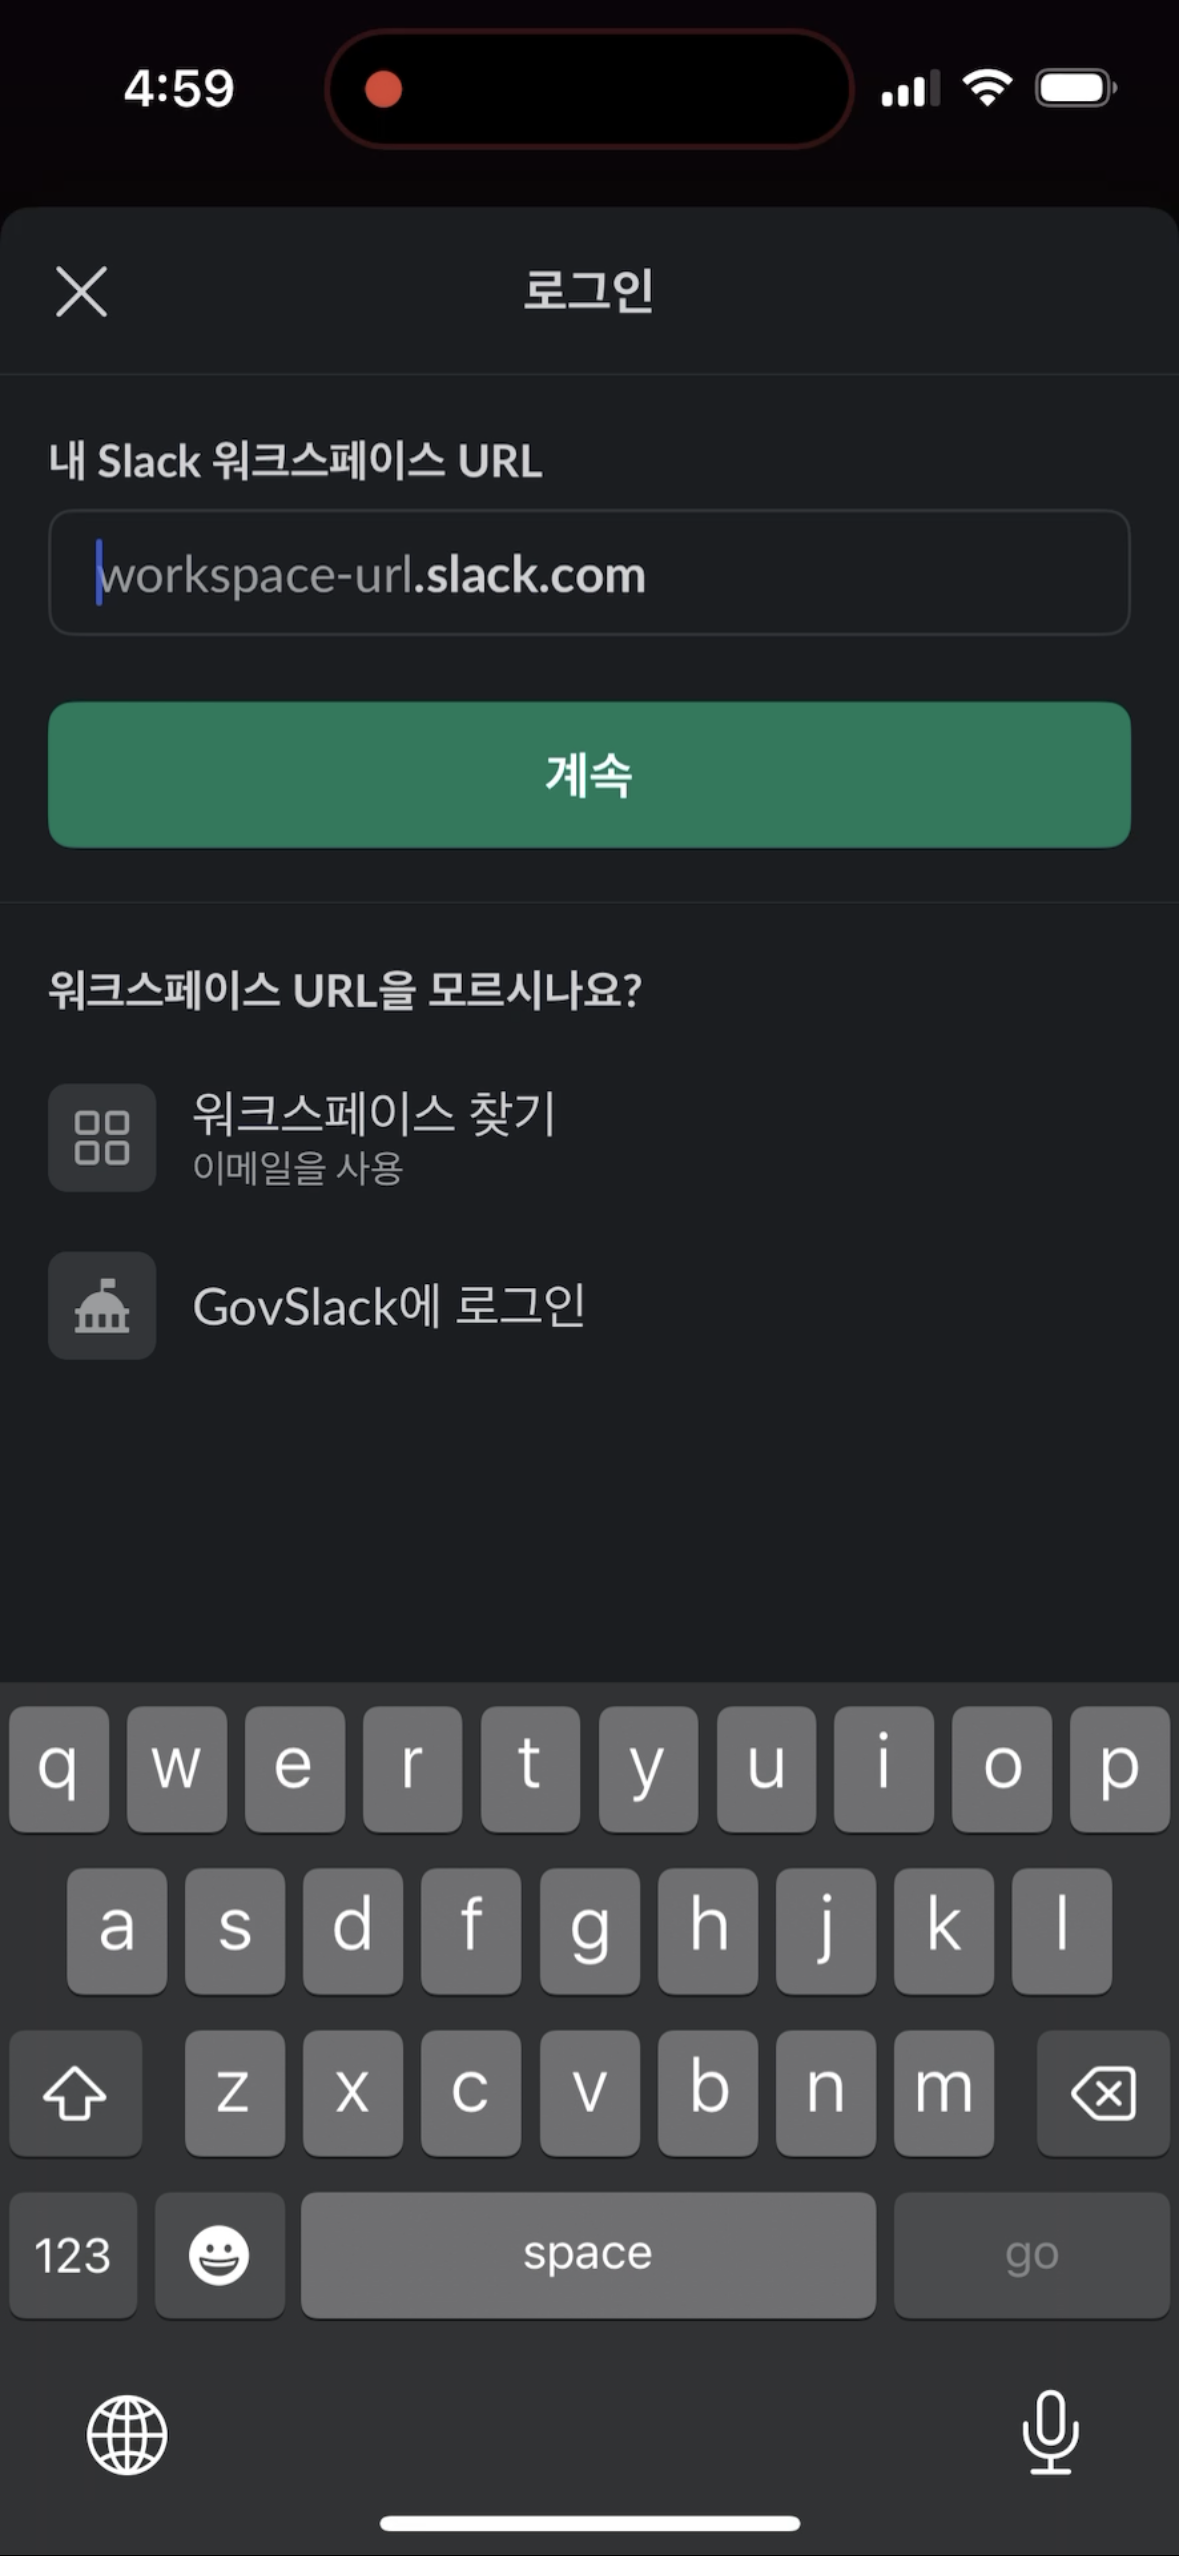 4:59
로그인
내 Slack 워크스페이스 URL
workspace-url.slack.com
계속
워크스페이스 URL을 모르시나요?
워크스페이스 찾기
이메일을 사용
GovSlack에 로그인
q w e r t y u i o p
a s d f g h j k l
z x c v b n m
123 space go